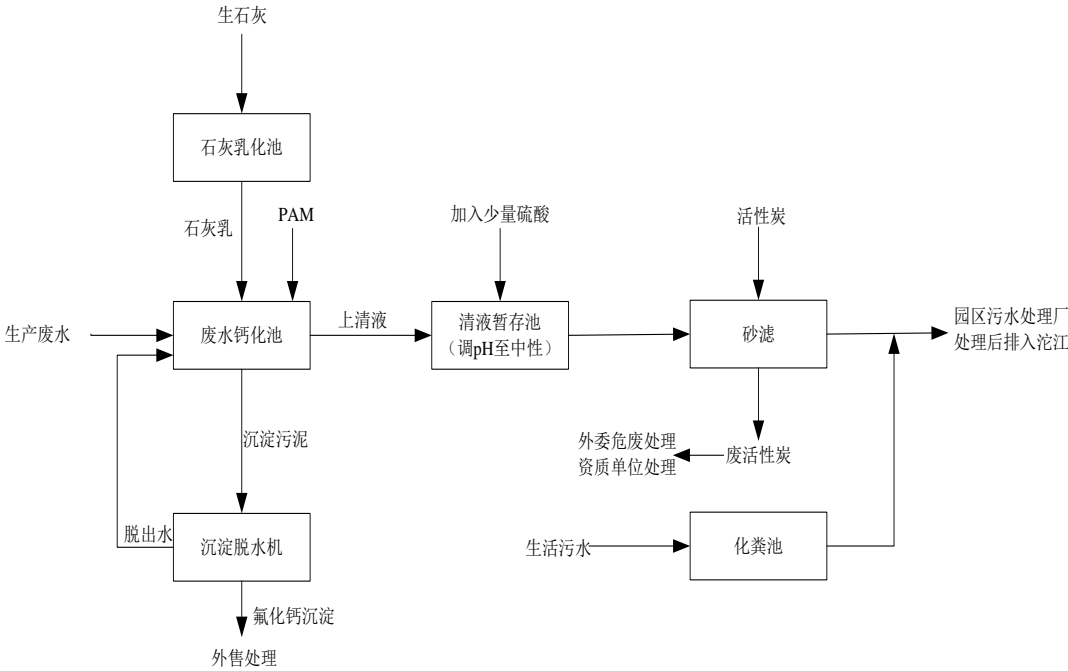 生石灰
石灰乳化池
石灰乳
PAM
加入少量硫酸
活性炭
生产废水
废水钙化池
上清液
清液暂存池
（调pH至中性）
砂滤
园区污水处理厂
处理后排入沱江
沉淀污泥
外委危废处理
资质单位处理
废活性炭
脱出水
沉淀脱水机
生活污水
化粪池
氟化钙沉淀
外售处理